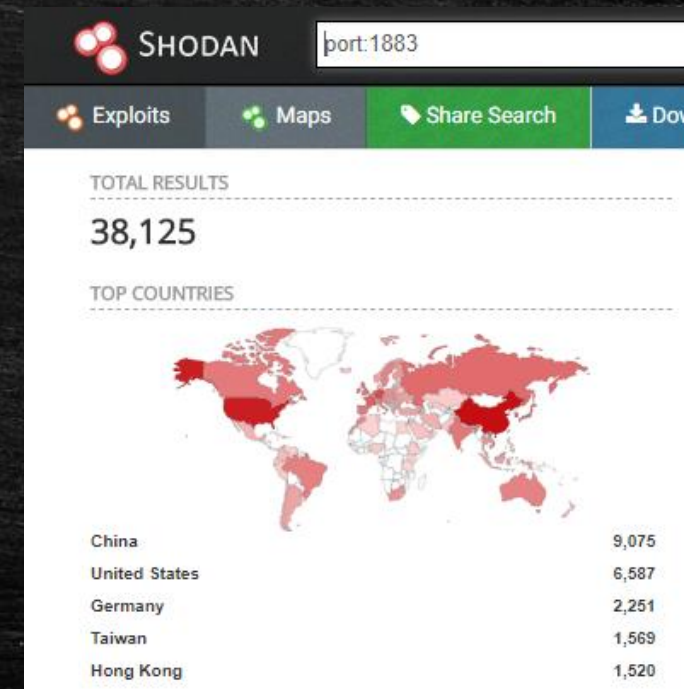 SHODAN port:1883
Exploits Maps Share Search
TOTAL RESULTS
38,125
TOP COUNTRIES
China 9,075
United States 6,587
Germany 2,251
Taiwan 1,569
Hong Kong 1,520